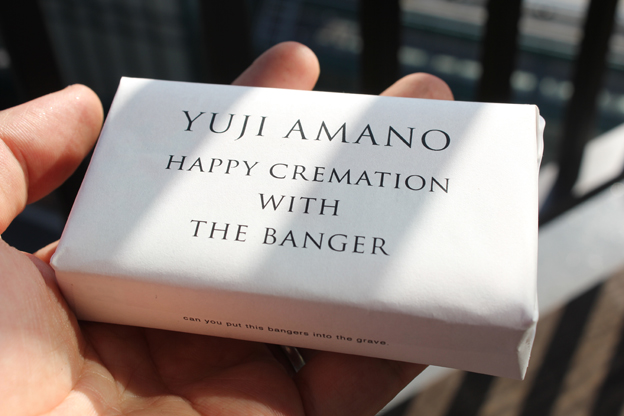 YUJI AMANO
HAPPY CREMATION
WITH
THE BANGER
can you put this bangers into the grave.